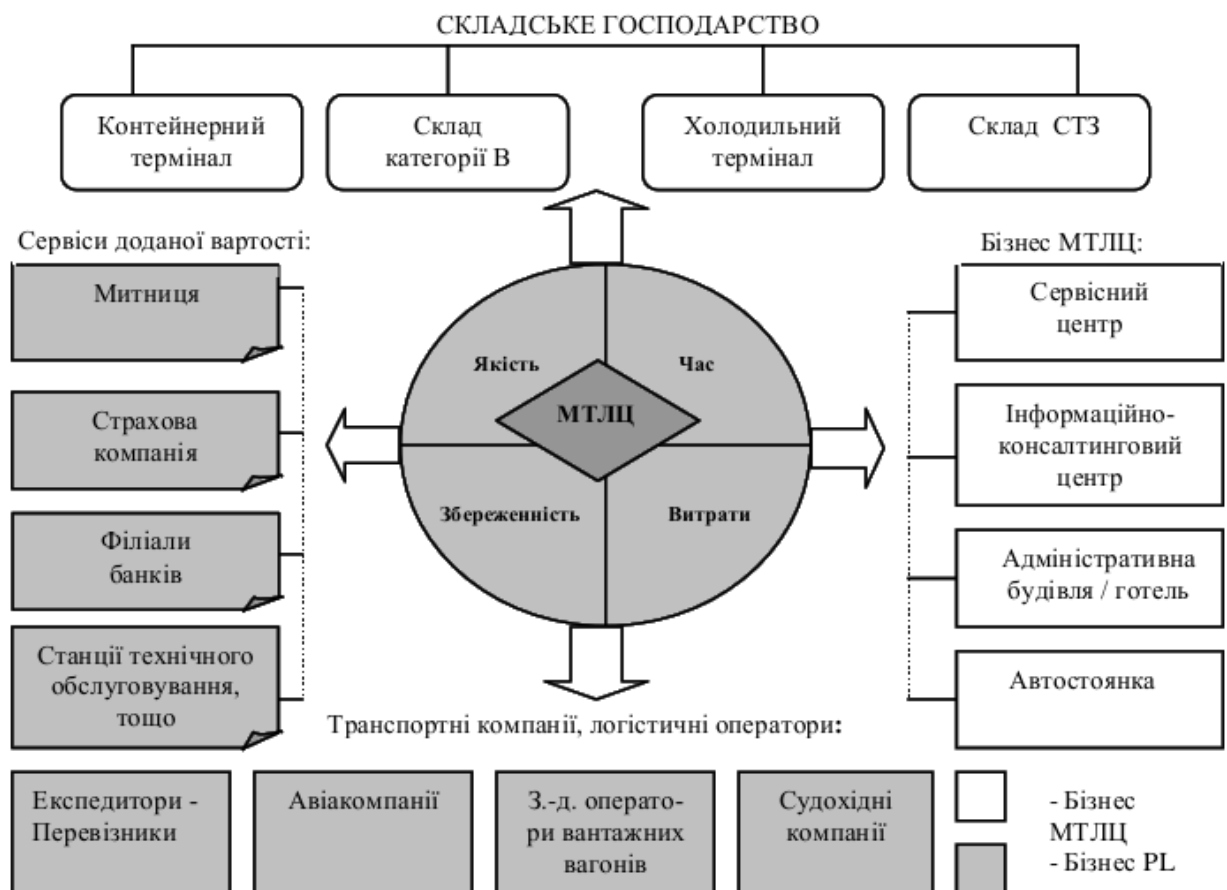 СКЛАДСЬКЕ ГОСПОДАРСТВО
Контейнерний
термінал
Склад
категорії В
Холодильний
термінал
Склад СТЗ
Сервіси доданої вартості:
Митниця
Страхова
компанія
Філіали
банків
Станції технічного
обслуговування,
тощо
Якість
Час
МТЛЦ
Збереженність
Витрати
Бізнес МТЛЦ:
Сервісний
центр
Інформаційно-
консалтинговий
центр
Адміністративна
будівля / готель
Автостоянка
Транспортні компанії, логістичні оператори:
Експедитори -
Перевізники
Авіакомпанії
З.-д. операто-
ри вантажних
вагонів
Судохідні
компанії
- Бізнес
МТЛЦ
- Бізнес PL